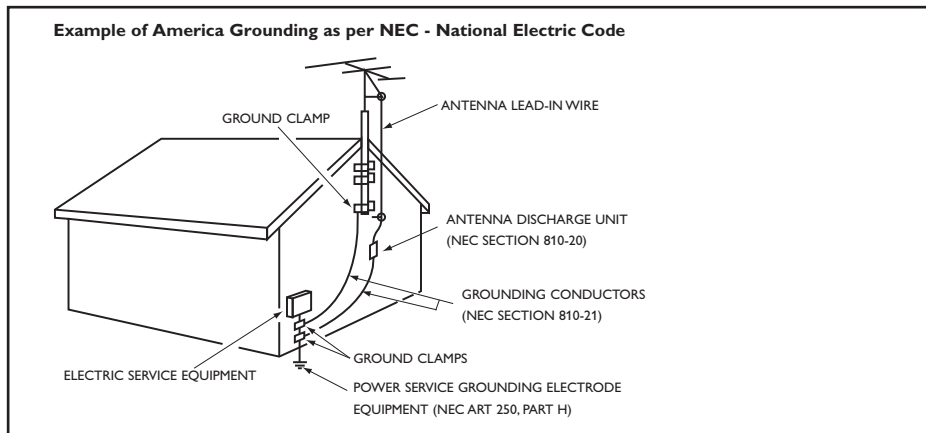 Example of America Grounding as per NEC - National Electric Code
ANTENNA LEAD-IN WIRE
GROUND CLAMP
ANTENNA DISCHARGE UNIT
(NEC SECTION 810-20)
GROUNDING CONDUCTORS
(NEC SECTION 810-21)
GROUND CLAMPS
ELECTRIC SERVICE EQUIPMENT
POWER SERVICE GROUNDING ELECTRODE
EQUIPMENT (NEC ART 250, PART H)